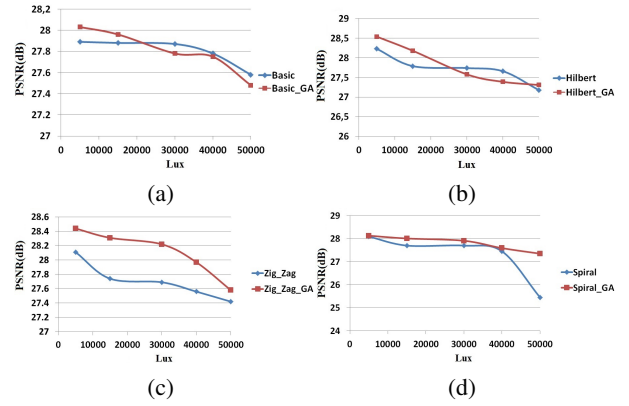 28,2
28
27.8
27.6
27.4
27.2
27
PSNR(dB)
0 10000 20000 30000 40000 50000
Lux
Basic
Basic_GA
(a)
29
28,5
28
27,5
27
26,5
26
PSNR(dB)
0 10000 20000 30000 40000 50000
Lux
Hilbert
Hilbert_GA
(b)
28.6
28.4
28.2
28
27.8
27.6
27.4
27.2
27
PSNR(dB)
0 10000 20000 30000 40000 50000
Lux
Zig_Zag
Zig_Zag_GA
(c)
29
28
27
26
25
24
PSNR(dB)
0 10000 20000 30000 40000 50000
Lux
Spiral
Spiral_GA
(d)